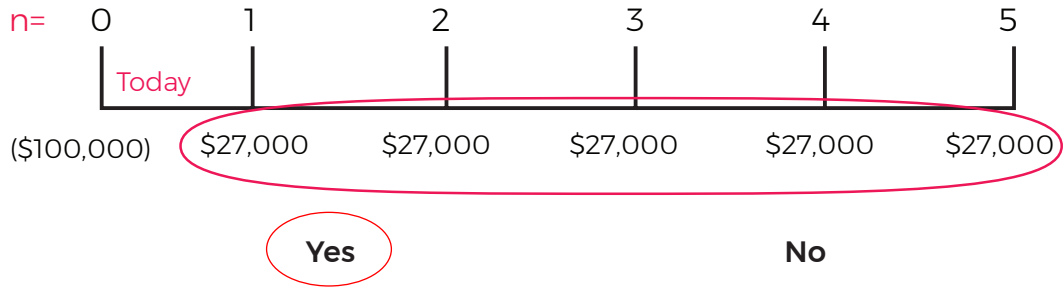 n= 0 1 2 3 4 5
Today
($100,000) $27,000 $27,000 $27,000 $27,000 $27,000
Yes No